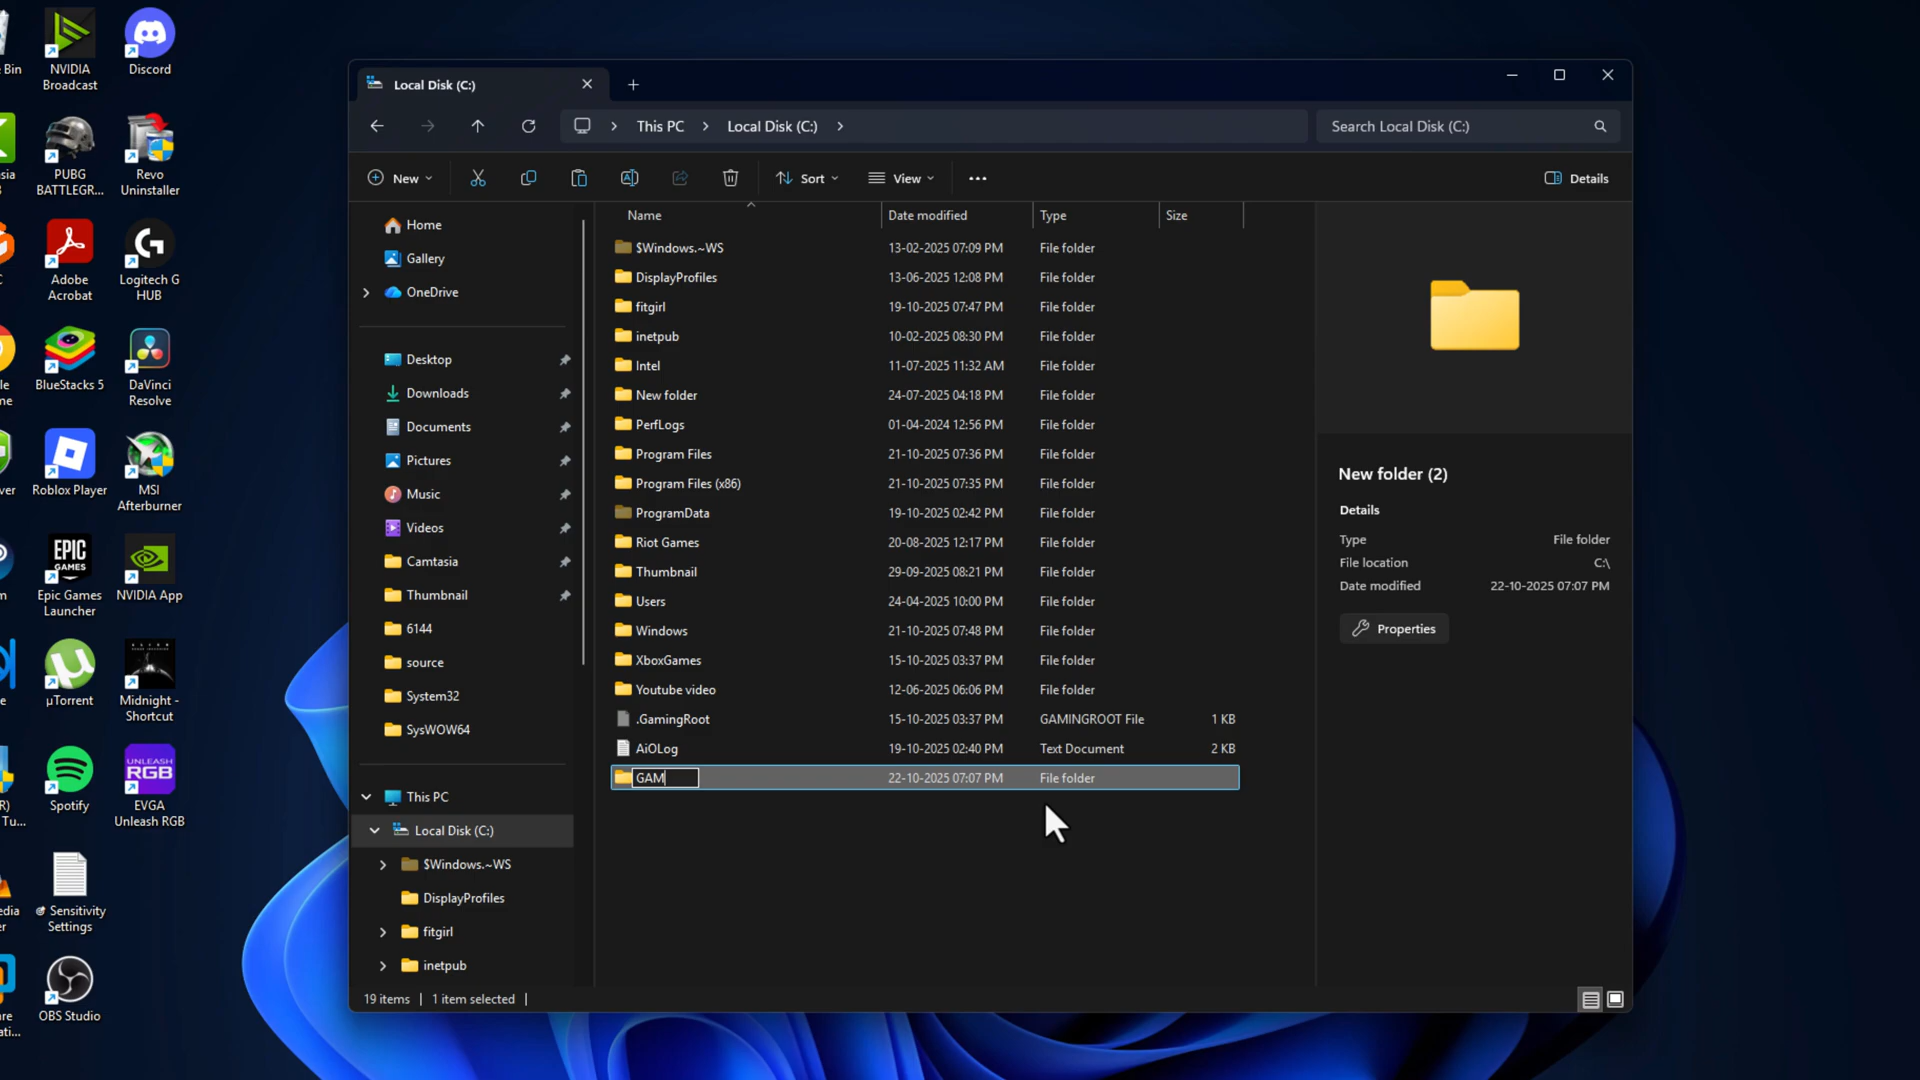 Bin
NVIDIA
Broadcast
Discord
PUBG
BATTLEGR...
Revo
Uninstaller
Adobe
Acrobat
Logitech G
HUB
BlueStacks 5
DaVinci
Resolve
Roblox Player
MSI
Afterburner
EPIC
GAMES
Epic Games
Launcher
NVIDIA App
µTorrent
Midnight -
Shortcut
Spotify
UNLEASH
RGB
EVGA
Unleash RGB
Sensitivity
Settings
OBS Studio
Local Disk (C:)
This PC
Local Disk (C:)
Search Local Disk (C:)
New
Sort
View
Details
Home
Gallery
OneDrive
Desktop
Downloads
Documents
Pictures
Music
Videos
Camtasia
Thumbnail
6144
source
System32
SysWOW64
This PC
Local Disk (C:)
$Windows.~WS
DisplayProfiles
fitgirl
inetpub
Name Date modified Type Size
$Windows.~WS 13-02-2025 07:09 PM File folder
DisplayProfiles 13-06-2025 12:08 PM File folder
fitgirl 19-10-2025 07:47 PM File folder
inetpub 10-02-2025 08:30 PM File folder
Intel 11-07-2025 11:32 AM File folder
New folder 24-07-2025 04:18 PM File folder
PerfLogs 01-04-2024 12:56 PM File folder
Program Files 21-10-2025 07:36 PM File folder
Program Files (x86) 21-10-2025 07:35 PM File folder
ProgramData 19-10-2025 02:42 PM File folder
Riot Games 20-08-2025 12:17 PM File folder
Thumbnail 29-09-2025 08:21 PM File folder
Users 24-04-2025 10:00 PM File folder
Windows 21-10-2025 07:48 PM File folder
XboxGames 15-10-2025 03:37 PM File folder
Youtube video 12-06-2025 06:06 PM File folder
.GamingRoot 15-10-2025 03:37 PM GAMINGROOT File 1 KB
AiOLog 19-10-2025 02:40 PM Text Document 2 KB
GAM 22-10-2025 07:07 PM File folder
New folder (2)
Details
Type File folder
File location C:\
Date modified 22-10-2025 07:07 PM
Properties
19 items 1 item selected